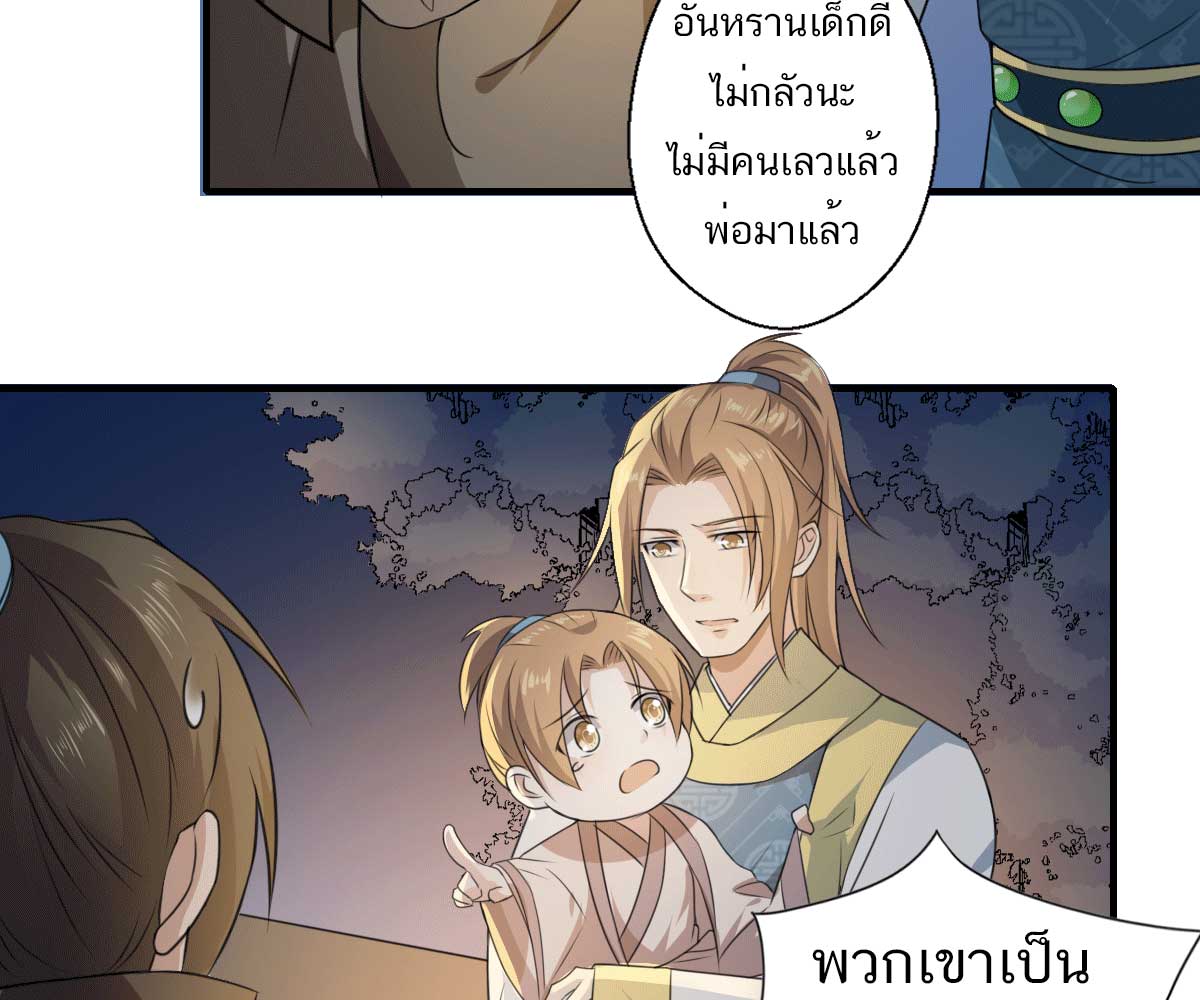 อันหรานเด็กดี
ไม่กลัวนะ
ไม่มีคนเลวแล้ว
พ่อมาแล้ว
พวกเขาเป็น